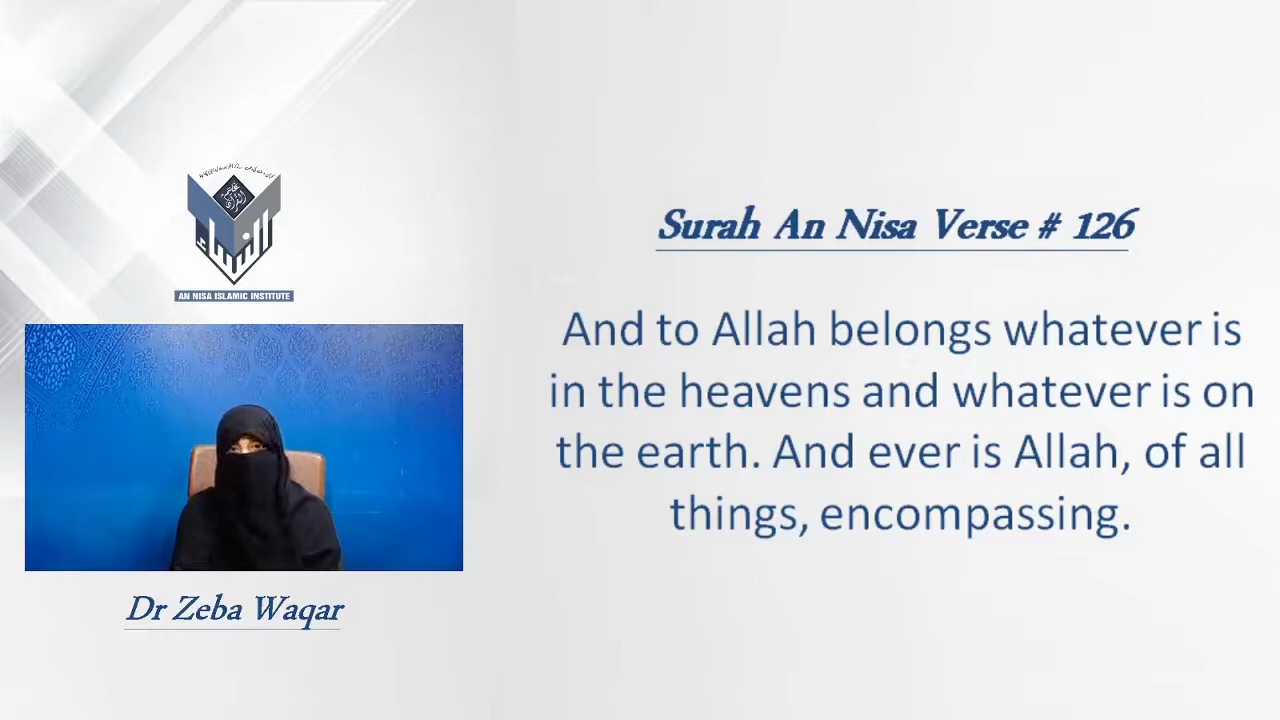 AN NISA ISLAMIC INSTITUTE
Dr Zeba Waqar
Surah An Nisa Verse # 126
And to Allah belongs whatever is
in the heavens and whatever is on
the earth. And ever is Allah, of all
things, encompassing.